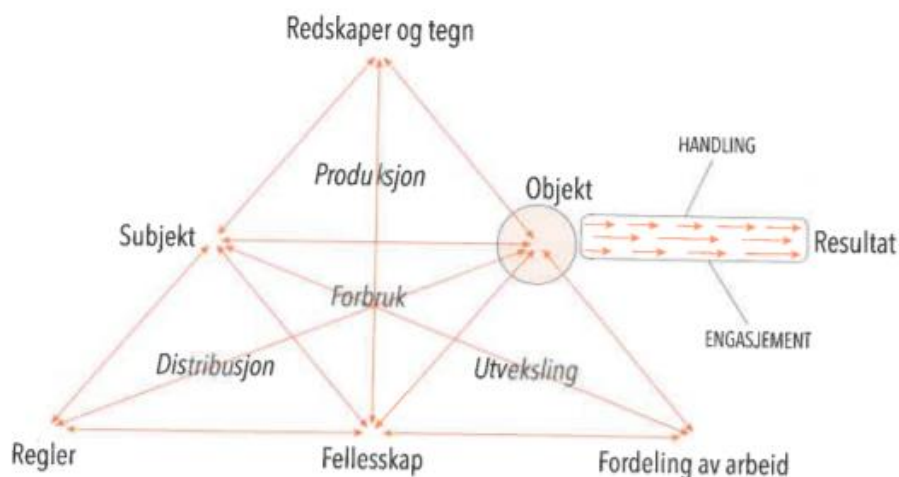 Redskaper og tegn
HANDLING
Produksjon
Objekt
Subjekt
Resultat
Forbruk
ENGASJEMENT
Distribusjon
Utveksling
Regler
Fellesskap
Fordeling av arbeid